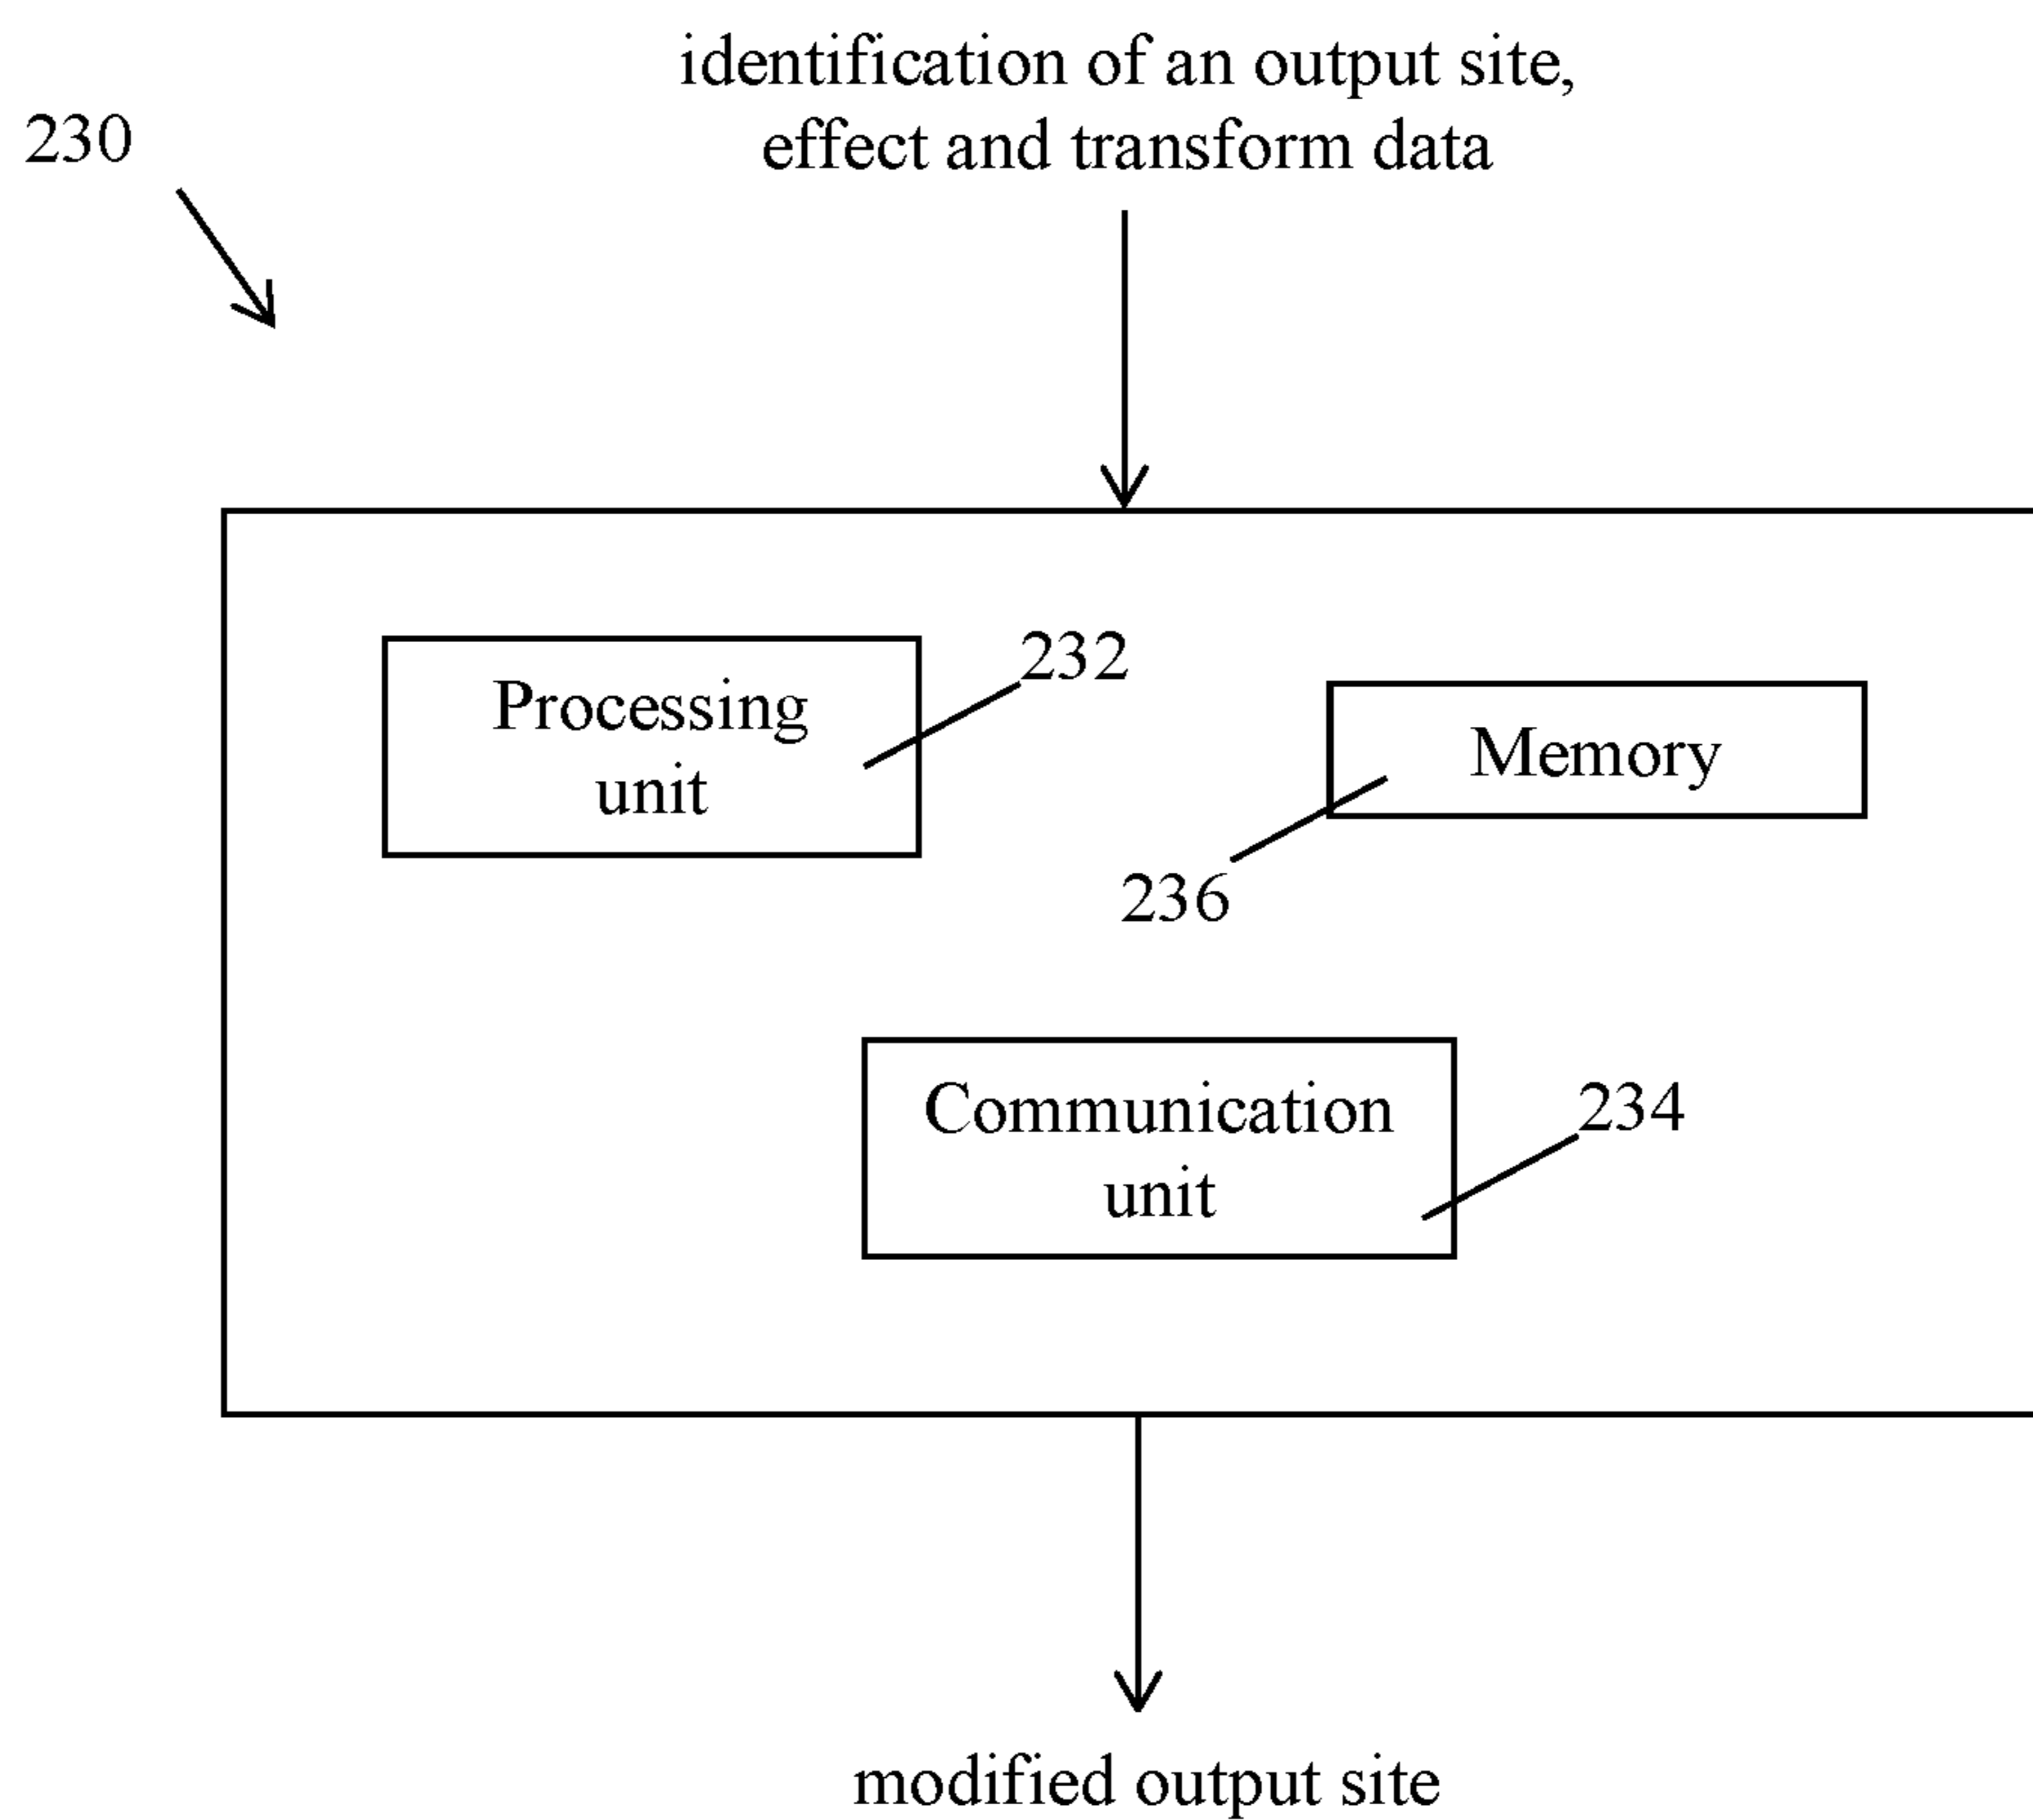 identification of an output site,
effect and transform data
230
Processing
unit
232
Memory
236
Communication
unit
234
modified output site